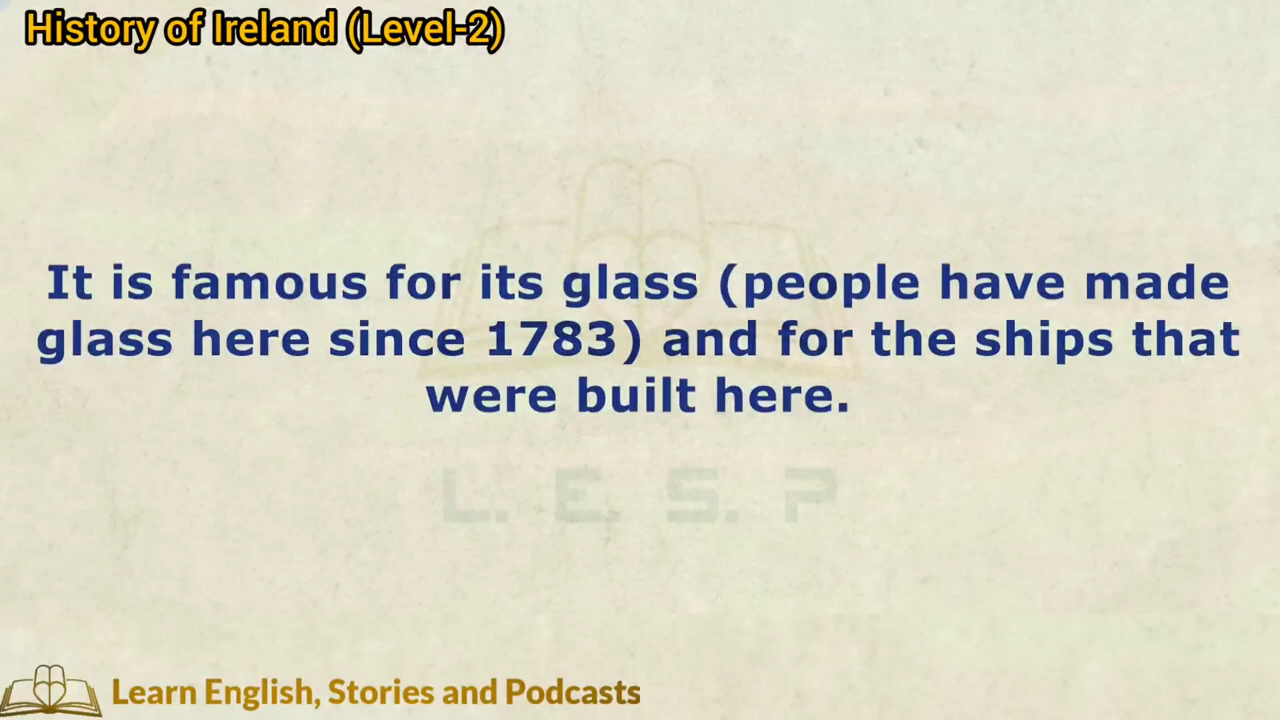 History of Ireland (Level-2)
It is famous for its glass (people have made
glass here since 1783) and for the ships that
were built here.
L. E. S. P
Learn English, Stories and Podcasts